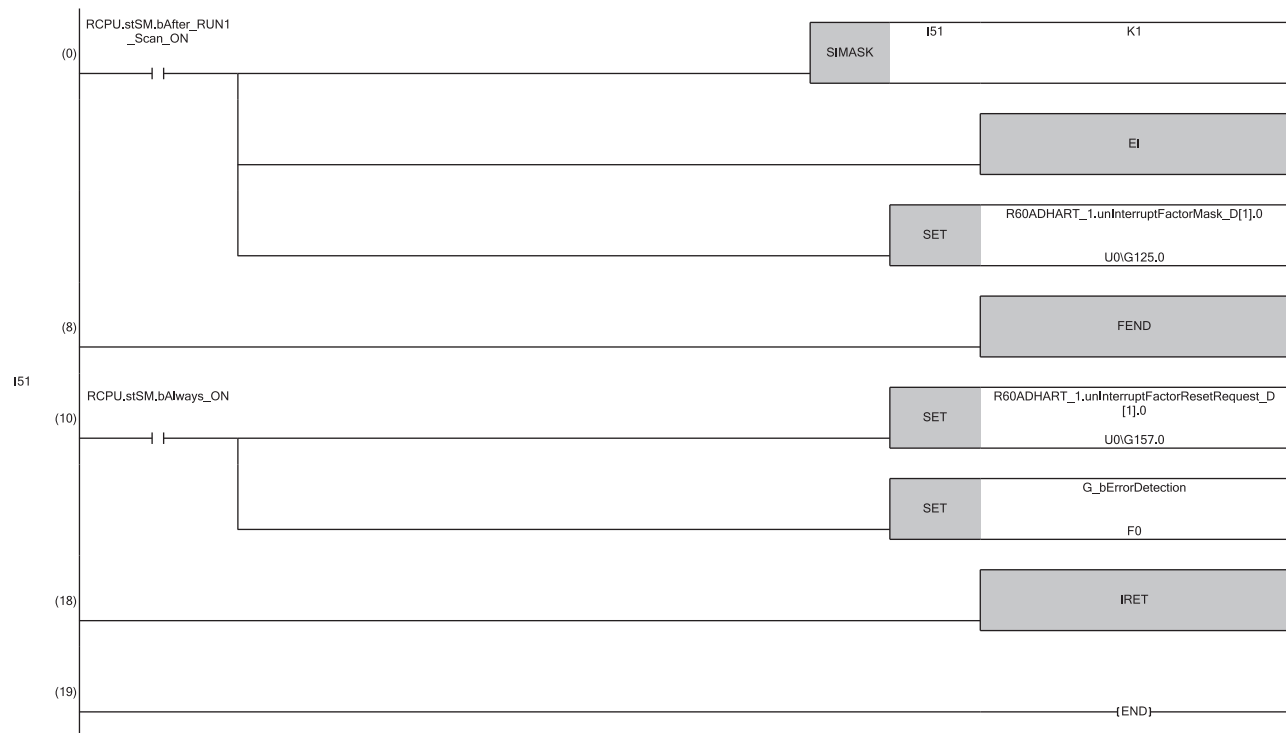 RCPU.stSM.bAfter_RUN1
_Scan_ON
(0)
SIMASK
I51
K1
EI
SET
R60ADHART_1.unInterruptFactorMask_D[1].0
U0\G125.0
(8)
FEND
I51
RCPU.stSM.bAlways_ON
(10)
SET
R60ADHART_1.unInterruptFactorResetRequest_D
[1].0
U0\G157.0
SET
G_bErrorDetection
F0
(18)
IRET
(19)
{END}